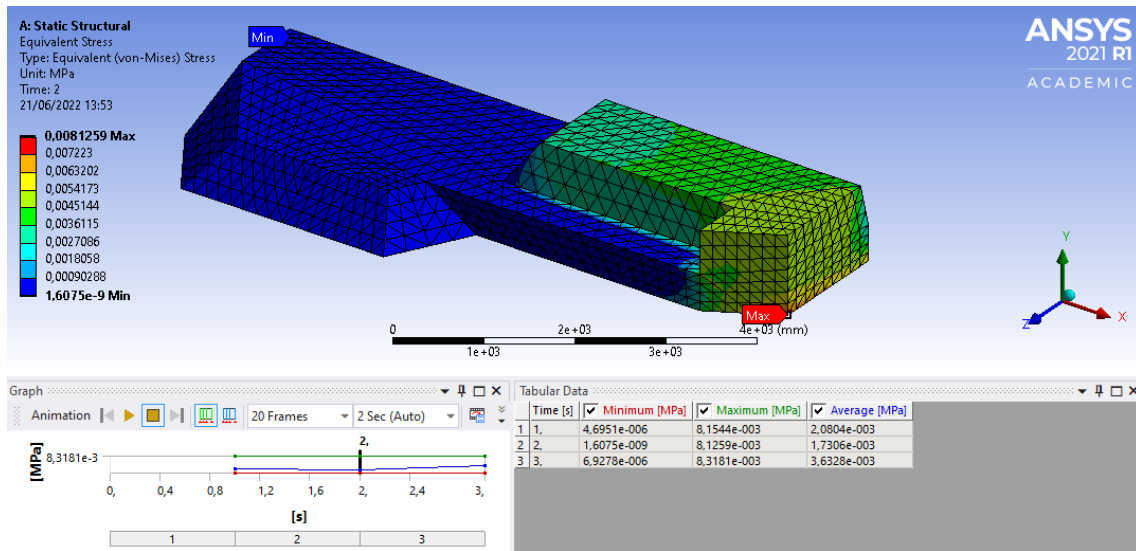 A: Static Structural
Equivalent Stress
Type: Equivalent (von-Mises) Stress
Unit: MPa
Time: 2
21/06/2022 13:53
0,0081259 Max
0,007223
0,0063202
0,0054173
0,0045144
0,0036115
0,0027086
0,0018058
0,00090288
1,6075e-9 Min
Min
ANSYS
2021 R1
ACADEMIC
Max
Y
X
Z
0 2e+03 4e+03 (mm)
1e+03 3e+03
Graph
Animation 20 Frames 2 Sec (Auto)
2,
[MPa] 8,3181e-3
0, 0,4 0,8 1,2 1,6 2, 2,4 2,8 3,
[s]
1 2 3
Tabular Data
Time [s] Minimum [MPa] Maximum [MPa] Average [MPa]
1 1, 4,6951e-006 8,1544e-003 2,0804e-003
2 2, 1,6075e-009 8,1259e-003 1,7306e-003
3 3, 6,9278e-006 8,3181e-003 3,6328e-003